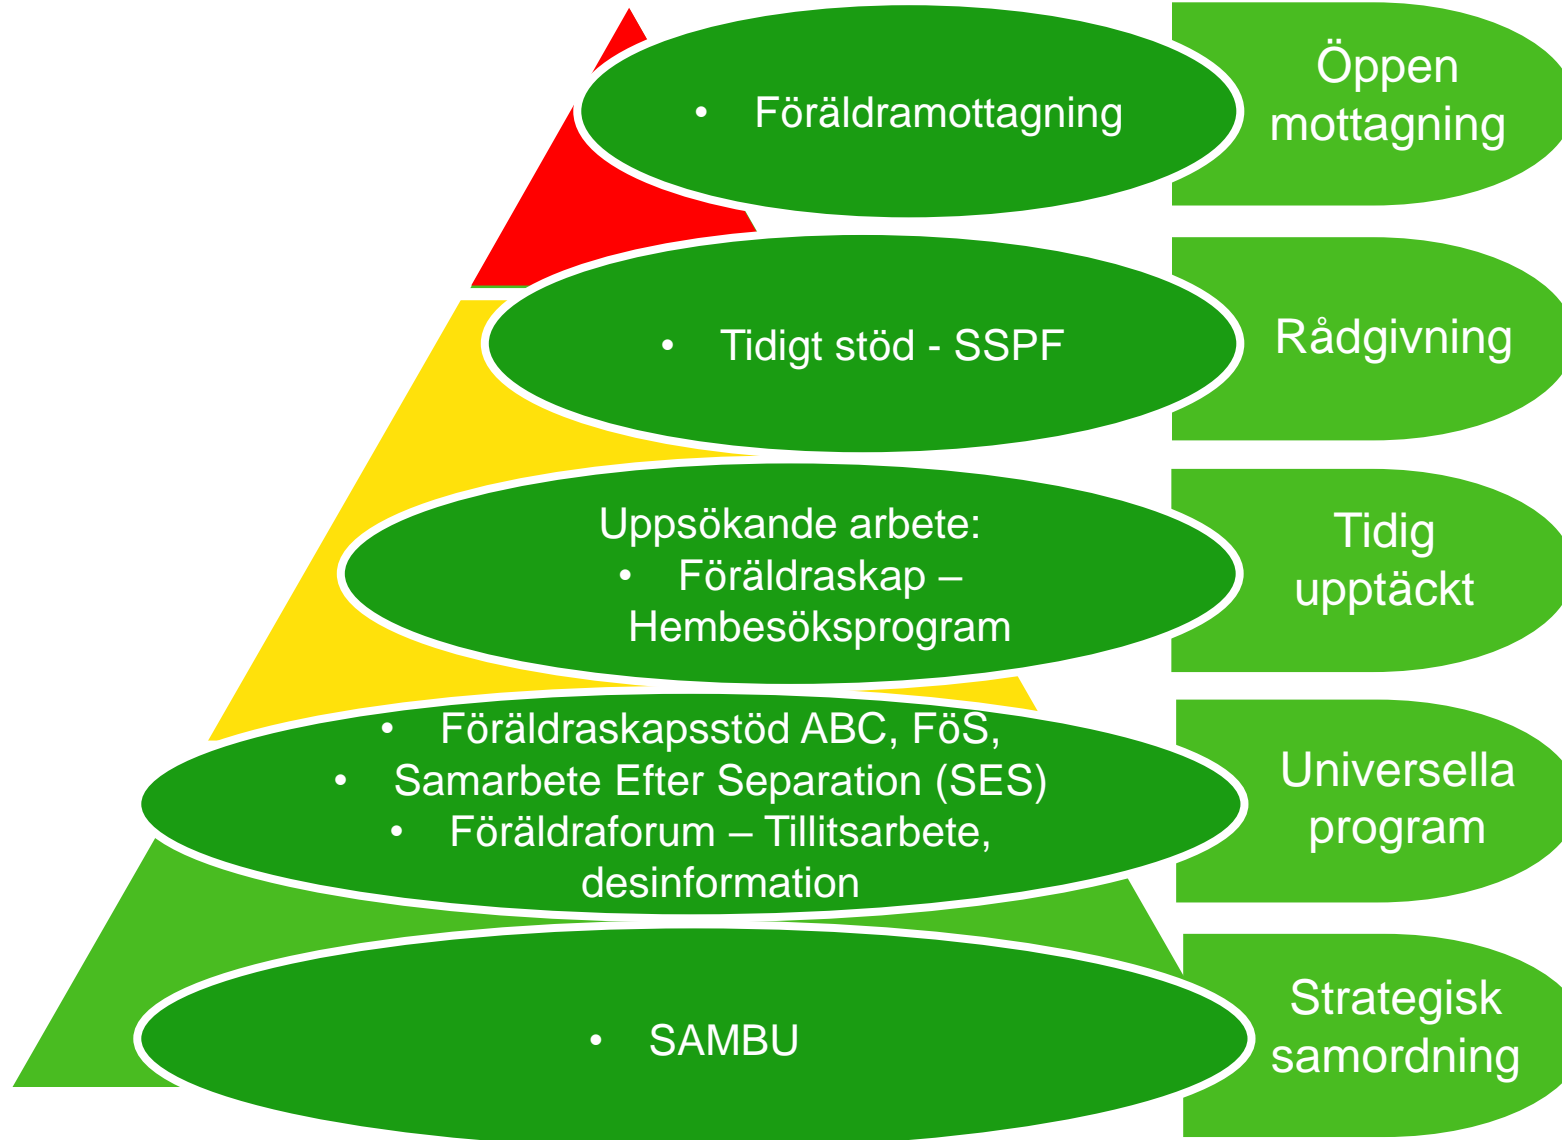 • Föräldramottagning
Öppen
mottagning
• Tidigt stöd - SSPF
Rådgivning
Uppsökande arbete:
• Föräldraskap –
Hembesöksprogram
Tidig
upptäckt
• Föräldraskapsstöd ABC, FöS,
• Samarbete Efter Separation (SES)
• Föräldraforum – Tillitsarbete,
desinformation
Universella
program
• SAMBU
Strategisk
samordning